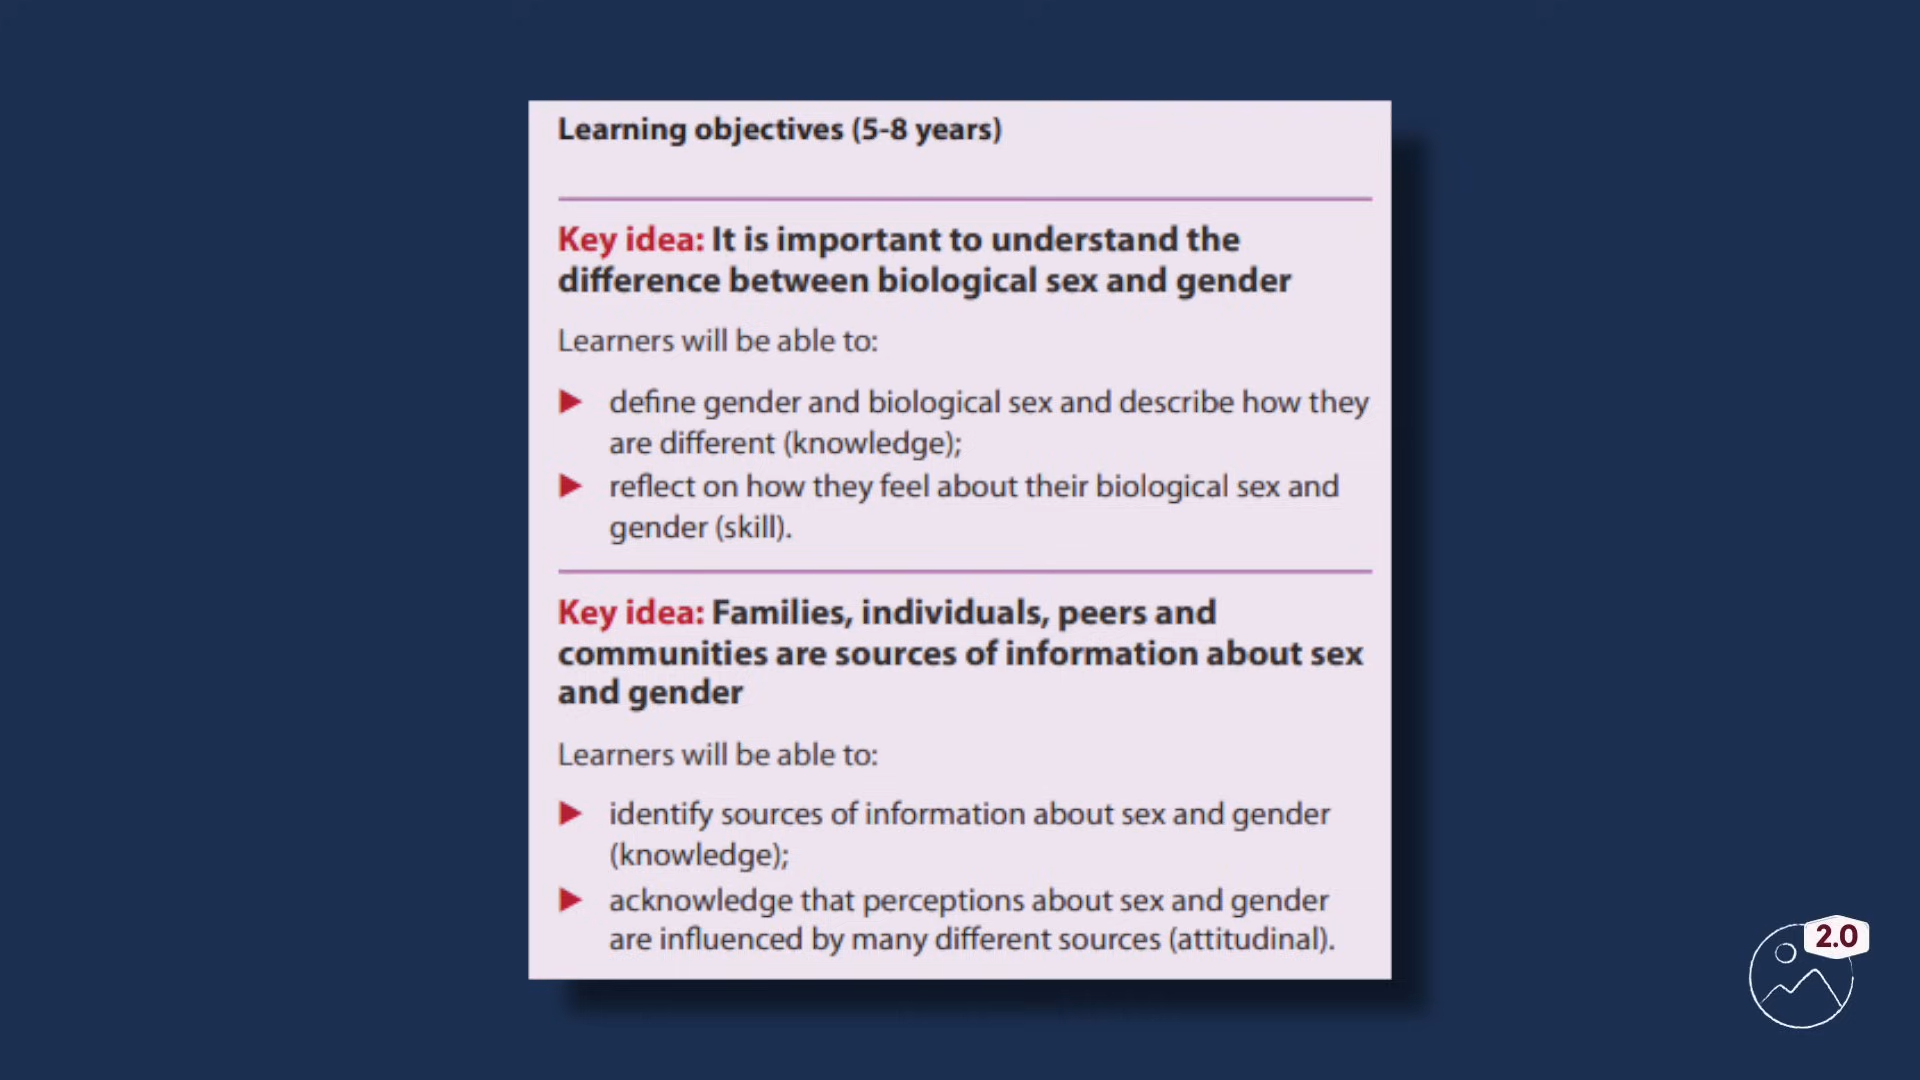 Learning objectives (5-8 years)
Key idea: It is important to understand the
difference between biological sex and gender
Learners will be able to:
▶ define gender and biological sex and describe how they
are different (knowledge);
▶ reflect on how they feel about their biological sex and
gender (skill).
Key idea: Families, individuals, peers and
communities are sources of information about sex
and gender
Learners will be able to:
▶ identify sources of information about sex and gender
(knowledge);
▶ acknowledge that perceptions about sex and gender
are influenced by many different sources (attitudinal).
2.0